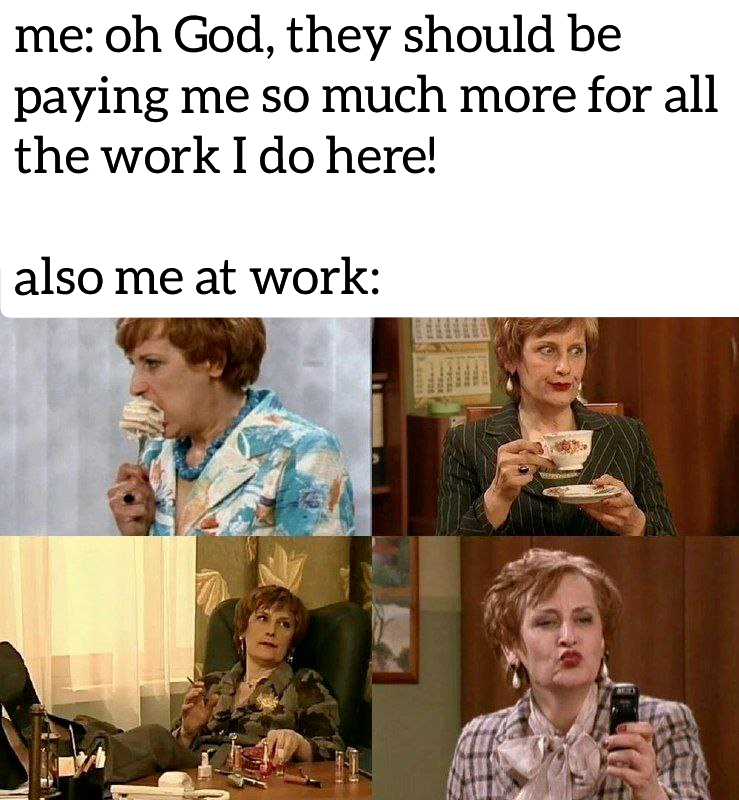 me: oh God, they should be
paying me so much more for all
the work I do here!
also me at work: